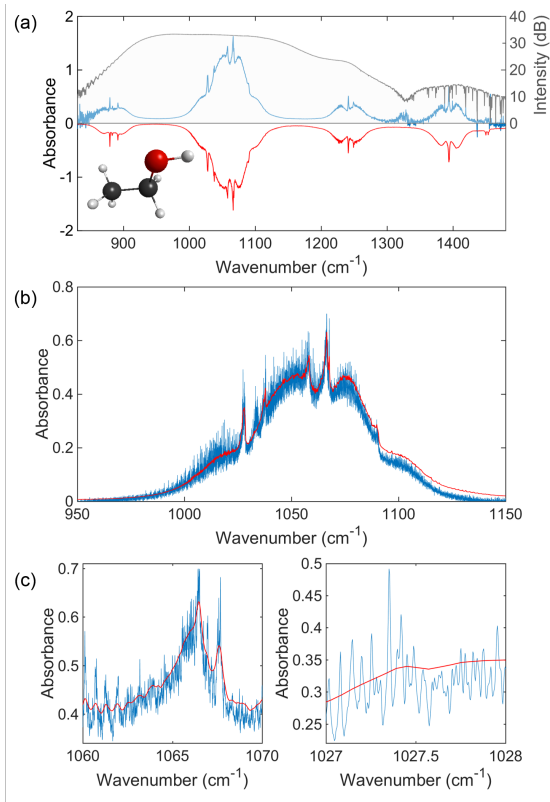 (a)
2
1
0
-1
-2
Absorbance
40
30
20
10
0
Intensity (dB)
900 1000 1100 1200 1300 1400
Wavenumber (cm⁻¹)
(b)
0.8
0.6
0.4
0.2
0
Absorbance
950 1000 1050 1100 1150
Wavenumber (cm⁻¹)
(c)
0.7
0.6
0.5
0.4
Absorbance
1060 1065 1070
Wavenumber (cm⁻¹)
0.5
0.45
0.4
0.35
0.3
0.25
Absorbance
1027 1027.5 1028
Wavenumber (cm⁻¹)